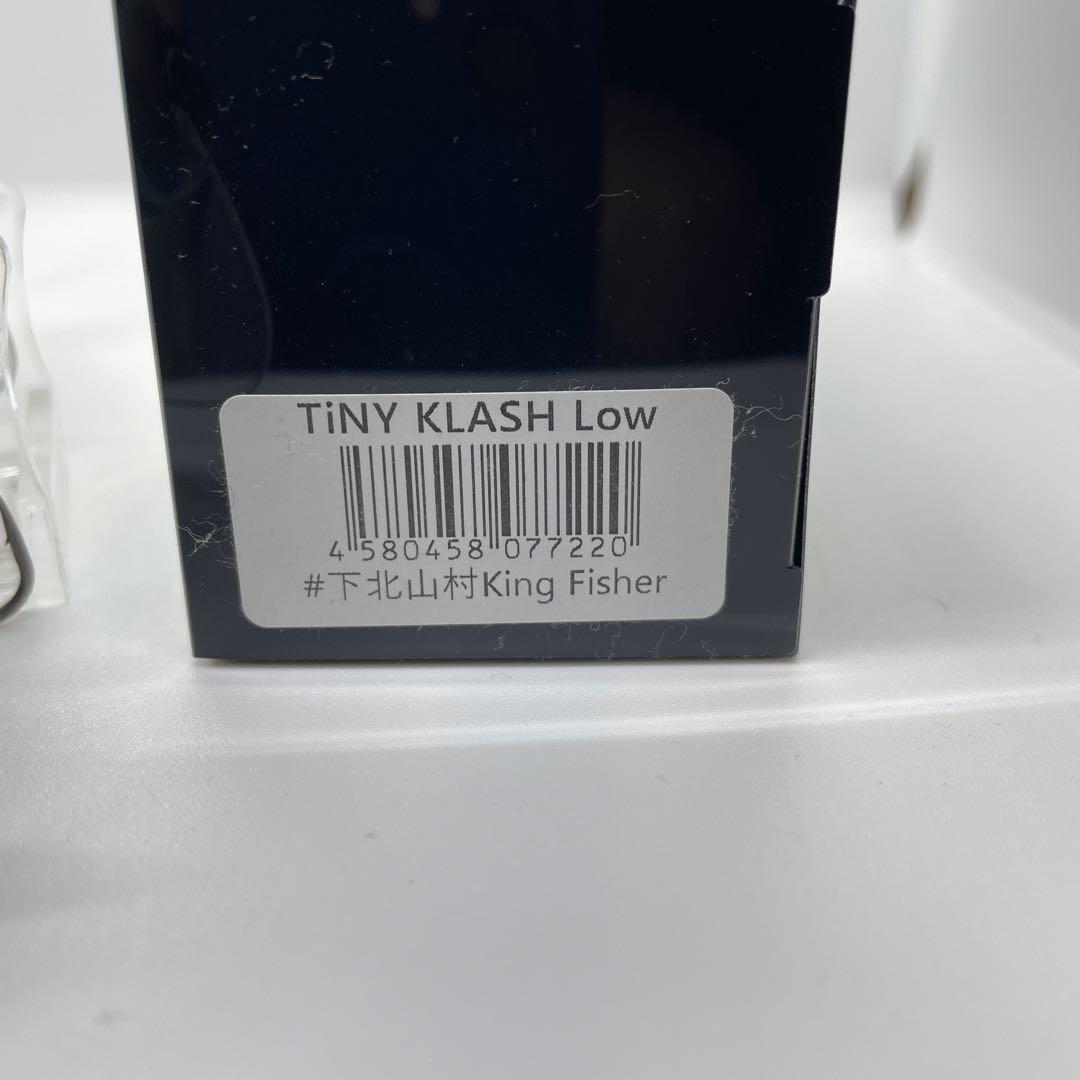 TiNY KLASH Low
4 580458 077220
#下北山村King Fisher